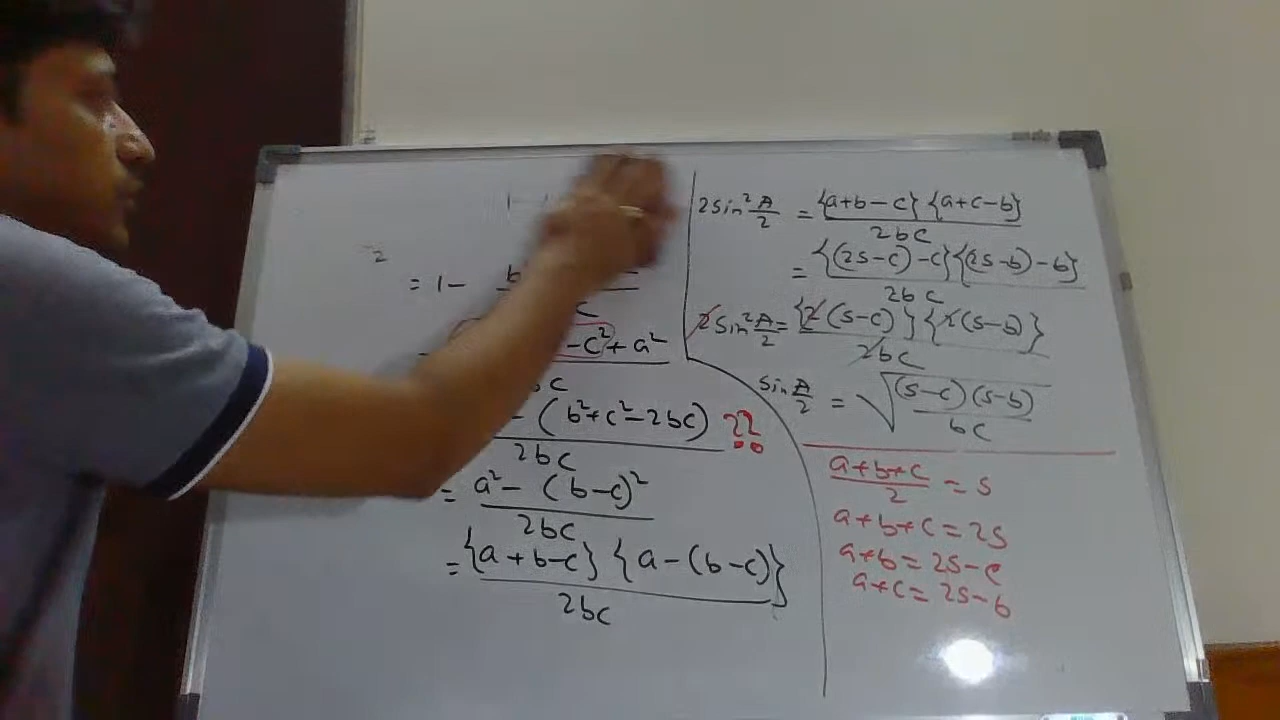 = 1 -
- c² + a²
- (b² + c² - 2bc) ??
2bc
= a² - (b - c)²
2bc
= {a + b - c} {a - (b - c)}
2bc
2sin² A/2 = {a+b-c} {a+c-b}
2bc
= {(2s-c)-c}{(2s-b)-b}
2bc
2sin² A/2 = {2(s-c)}{2(s-b)}
2bc
sin A/2 = √(s-c)(s-b)
bc
a+b+c
2 = s
a+b+c = 2s
a+b = 2s-c
a+c = 2s-b